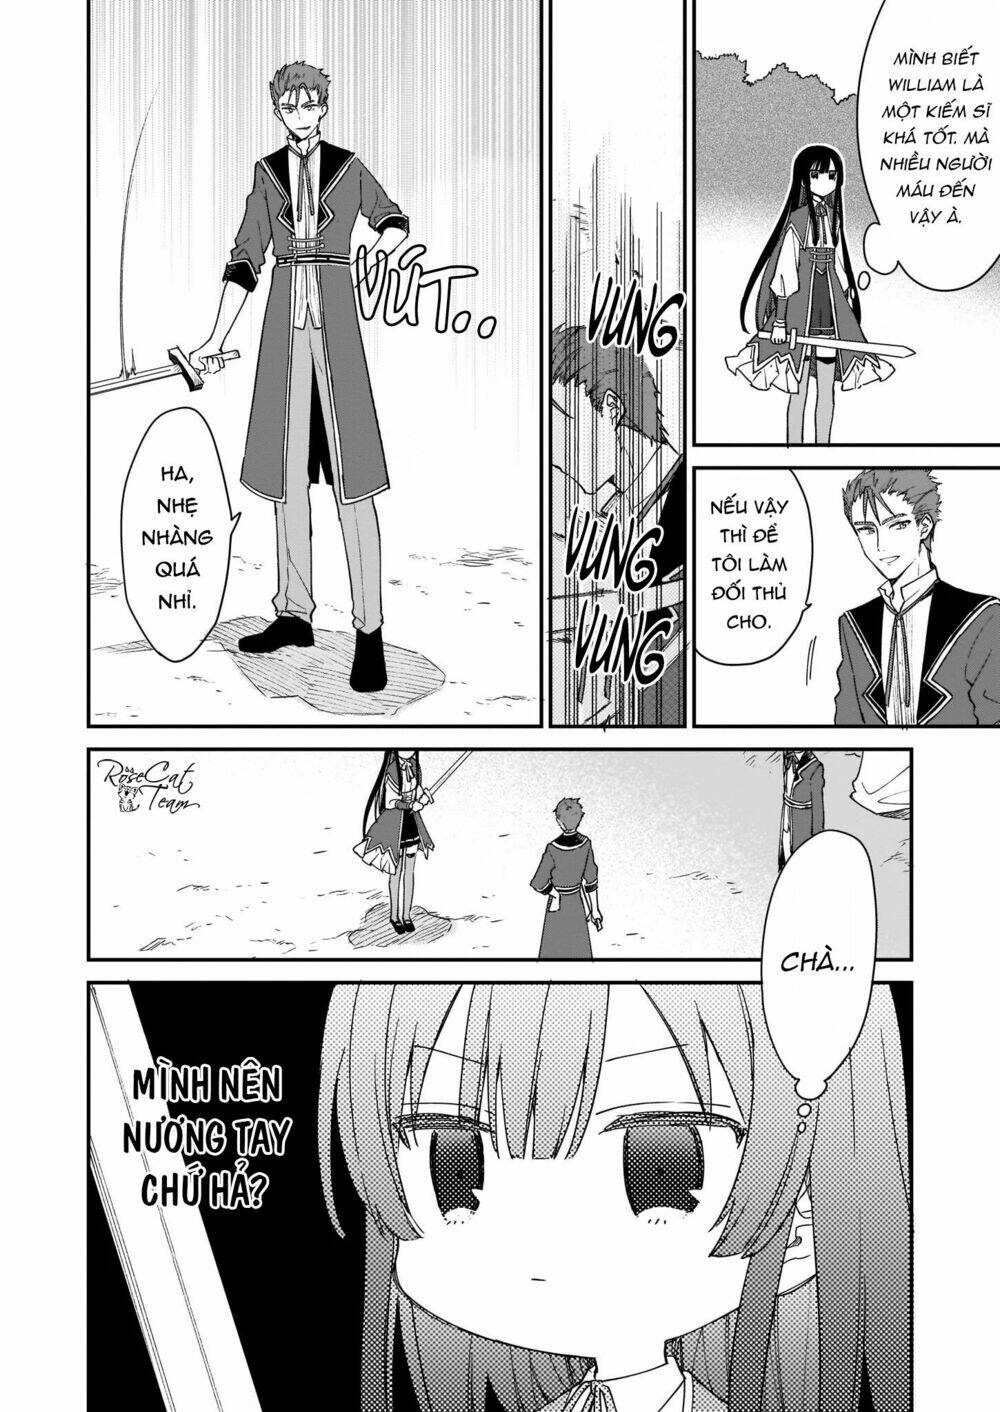 MÌNH BIẾT
WILLIAM LÀ
MỘT KIẾM SĨ
KHÁ TỐT. MÀ
NHIỀU NGƯỜI
MÁU ĐẾN
VẬY À.
NẾU VẬY
THÌ ĐỂ
TÔI LÀM
ĐỐI THỦ
CHO.
VUNG
VUNG
VUNG
VÚT..
HA,
NHẸ
NHÀNG
QUÁ
NHỈ.
RoseCat
Team
CHÀ...
MÌNH NÊN
NƯƠNG TAY
CHỨ HẢ?